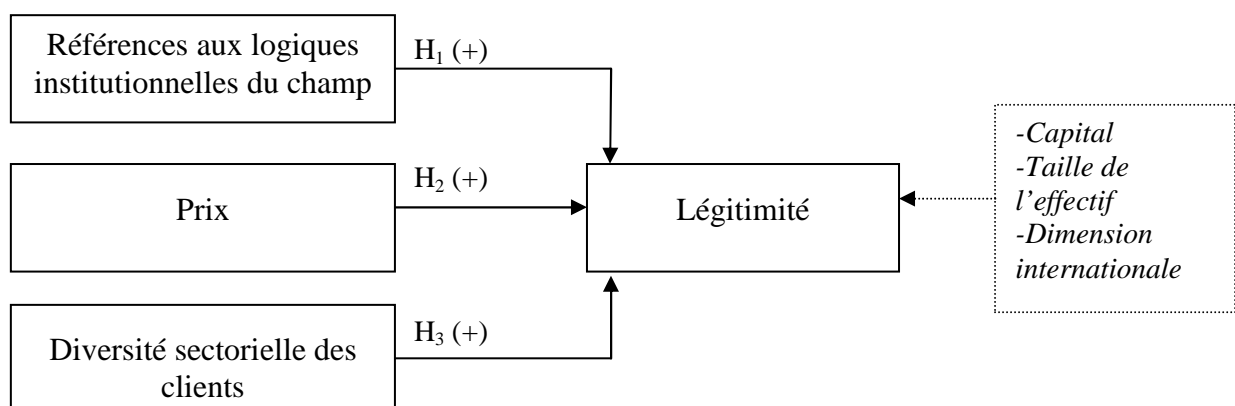 Références aux logiques
institutionnelles du champ
H₁ (+)
Prix
H₂ (+)
Diversité sectorielle des
clients
H₃ (+)
Légitimité
-Capital
-Taille de
l’effectif
-Dimension
internationale